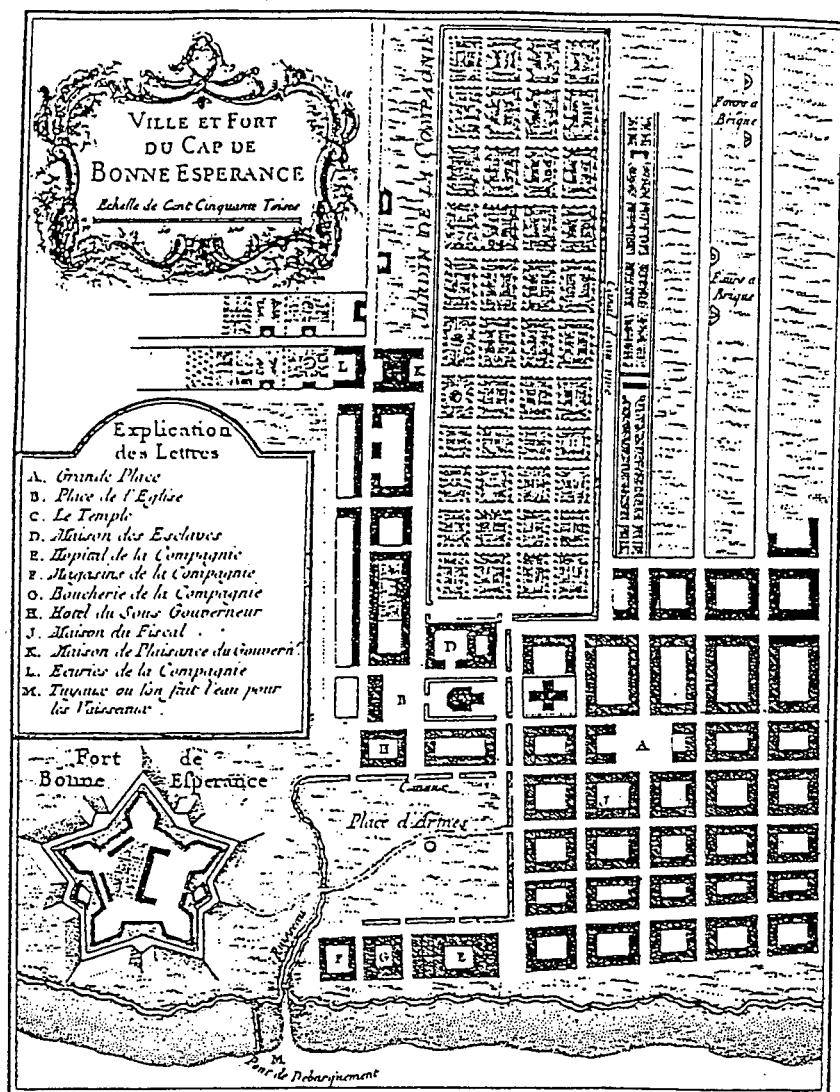 VILLE ET FORT
DU CAP DE
BONNE ESPERANCE
Echelle de Cent Cinquante Toises
JARDIN DE LA COMPAGNIE
Fours a
Brique
Fours a
Brique
L
K
Explication
des Lettres
A. Grande Place
B. Place de l'Eglise
C. Le Temple
D. Maison des Esclaves
E. Hopital de la Compagnie
F. Magasins de la Compagnie
G. Boucherie de la Compagnie
H. Hotel du Sous Gouverneur
J. Maison du Fiscal
K. Maison de Plaisance du Gouvern.r
L. Ecuries de la Compagnie
M. Tuyaux ou l'on fait l'eau pour
les Vaisseaux
D
B
C
H
A
Fort de
Bonne Esperance
Canaux
Place d'Armes
J
Ruisseau
F
G
E
M
Pont de Debarquement